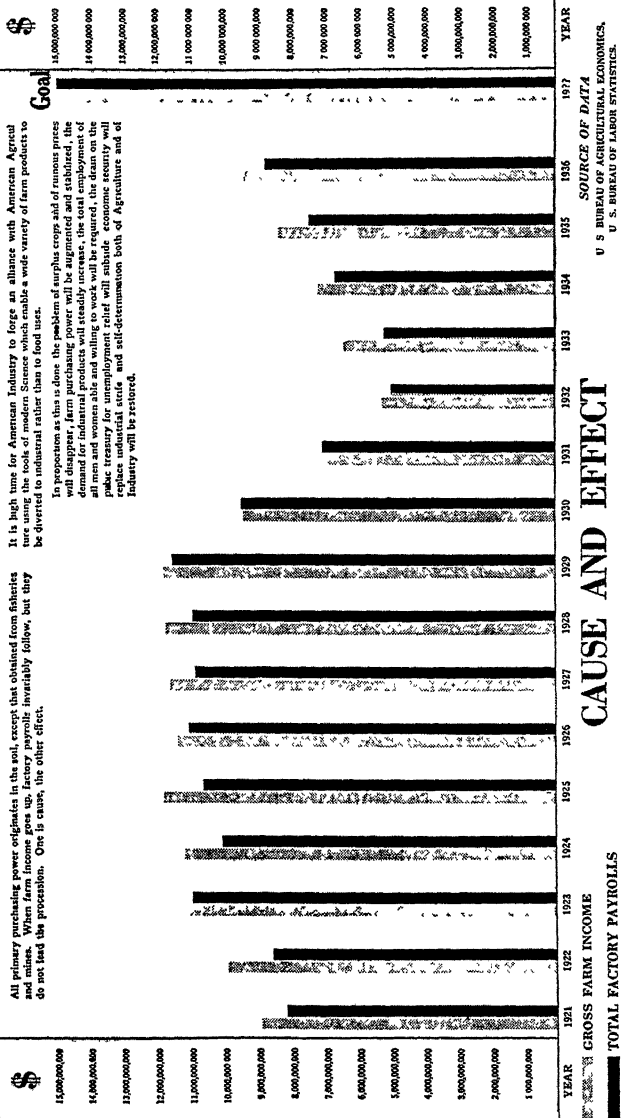 $
15,000,000,000
14,000,000,000
13,000,000,000
12,000,000,000
11,000,000,000
10,000,000,000
9,000,000,000
8,000,000,000
7,000,000,000
6,000,000,000
5,000,000,000
4,000,000,000
3,000,000,000
2,000,000,000
1 000,000,000
YEAR
All primary purchasing power originates in the soil, except that obtained from fisheries
and mines. When farm income goes up, factory payrolls invariably follow, but they
do not lead the procession. One is cause, the other effect.
It is high time for American Industry to forge an alliance with American Agricul
ture using the tools of modern Science which enable a wide variety of farm products to
be diverted to industrial rather than to food uses.
In proportion as this is done the problem of surplus crops and of ruinous prices
will disappear, farm purchasing power will be augmented and stabilized, the
demand for industrial products will steadily increase, the total employment of
all men and women able and willing to work will be required, the drain on the
public treasury for unemployment relief will subside economic security will
replace industrial strife and self-determination both of Agriculture and of
Industry will be restored.
Goal
$
15,000,000 000
14 000,000,000
13,000,000,000
12,000,000,000
11 000 000,000
10,000,000,000
9 000,000,000
8,000,000,000
7 000 000 000
6 000 000 000
5 000,000,000
4 000,000,000
3,000,000,000
2,000,000,000
1,000,000,000
YEAR
1921 1922 1923 1924 1925 1926 1927 1928 1929 1930 1931 1932 1933 1934 1935 1936
GROSS FARM INCOME
TOTAL FACTORY PAYROLLS
CAUSE AND EFFECT
SOURCE OF DATA
U S BUREAU OF AGRICULTURAL ECONOMICS.
U S. BUREAU OF LABOR STATISTICS.